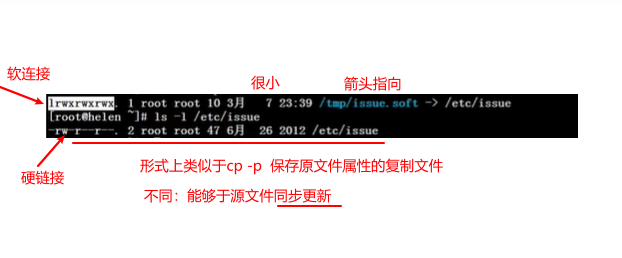 软连接
很小 箭头指向
lrwxrwxrwx. 1 root root 10 3月 7 23:39 /tmp/issue.soft -> /etc/issue
[root@helen ~]# ls -l /etc/issue
-rw-r--r--. 2 root root 47 6月 26 2012 /etc/issue
硬链接
形式上类似于cp -p 保存原文件属性的复制文件
不同：能够于源文件同步更新